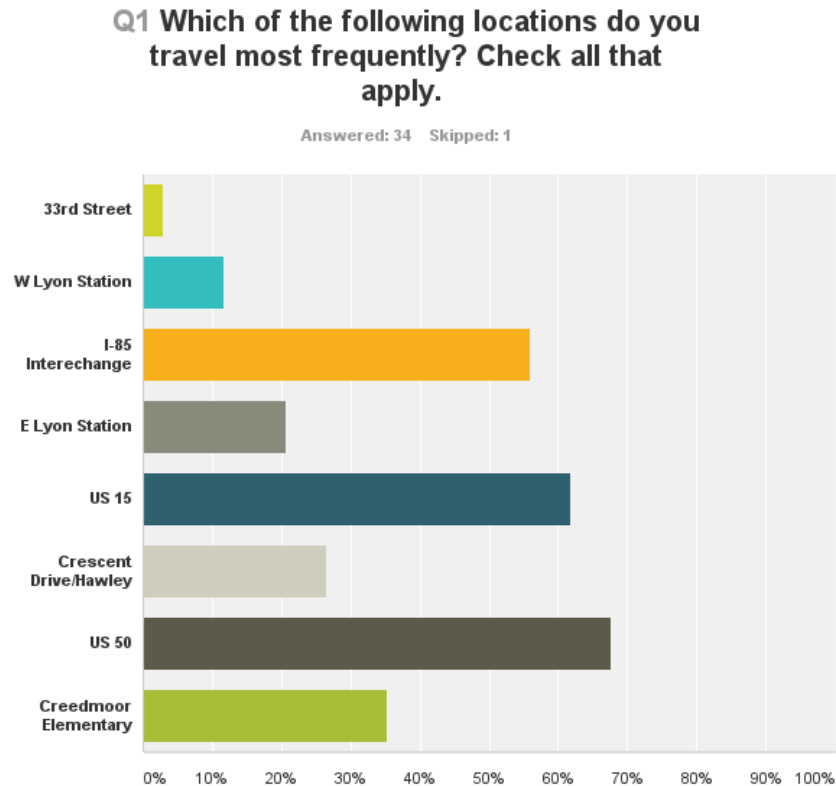 Q1 Which of the following locations do you
travel most frequently? Check all that
apply.
Answered: 34 Skipped: 1
33rd Street
W Lyon Station
I-85
Interechange
E Lyon Station
US 15
Crescent
Drive/Hawley
US 50
Creedmoor
Elementary
0% 10% 20% 30% 40% 50% 60% 70% 80% 90% 100%